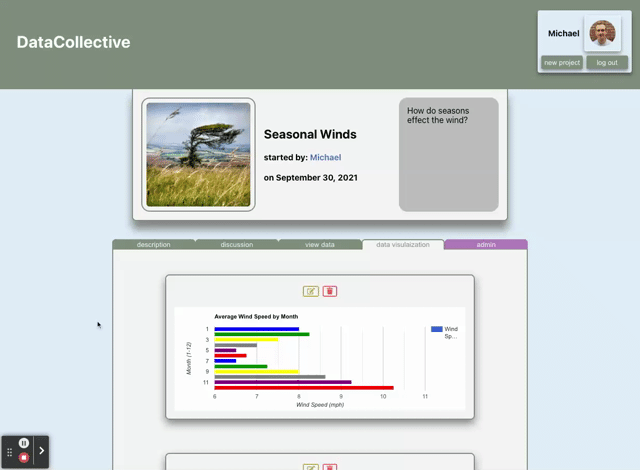 DataCollective
Michael
new project
log out
Seasonal Winds
started by: Michael
on September 30, 2021
How do seasons
effect the wind?
description
discussion
view data
data visulaization
admin
Average Wind Speed by Month
1
3
5
7
9
11
Month (1-12)
6
7
8
9
10
11
Wind Speed (mph)
Wind
Sp...